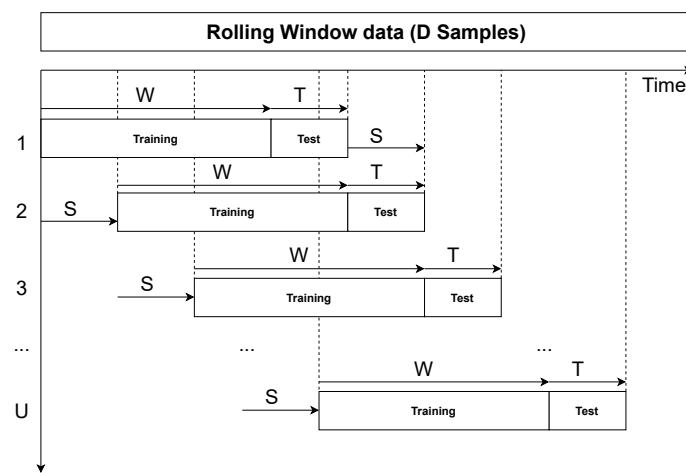 Rolling Window data (D Samples)
Time
W T
1 Training Test S
W T
2 S Training Test
W T
3 S Training Test
... ... ...
W T
U S Training Test